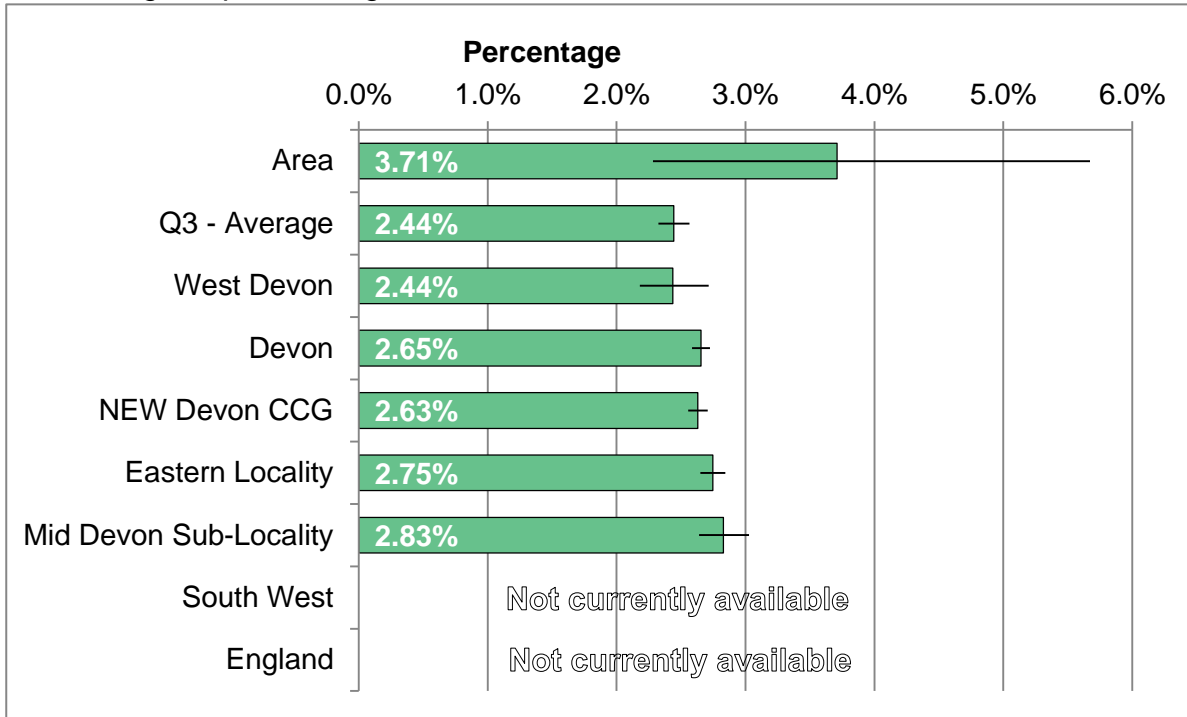 Percentage
0.0% 1.0% 2.0% 3.0% 4.0% 5.0% 6.0%
Area 3.71%
Q3 - Average 2.44%
West Devon 2.44%
Devon 2.65%
NEW Devon CCG 2.63%
Eastern Locality 2.75%
Mid Devon Sub-Locality 2.83%
South West Not currently available
England Not currently available